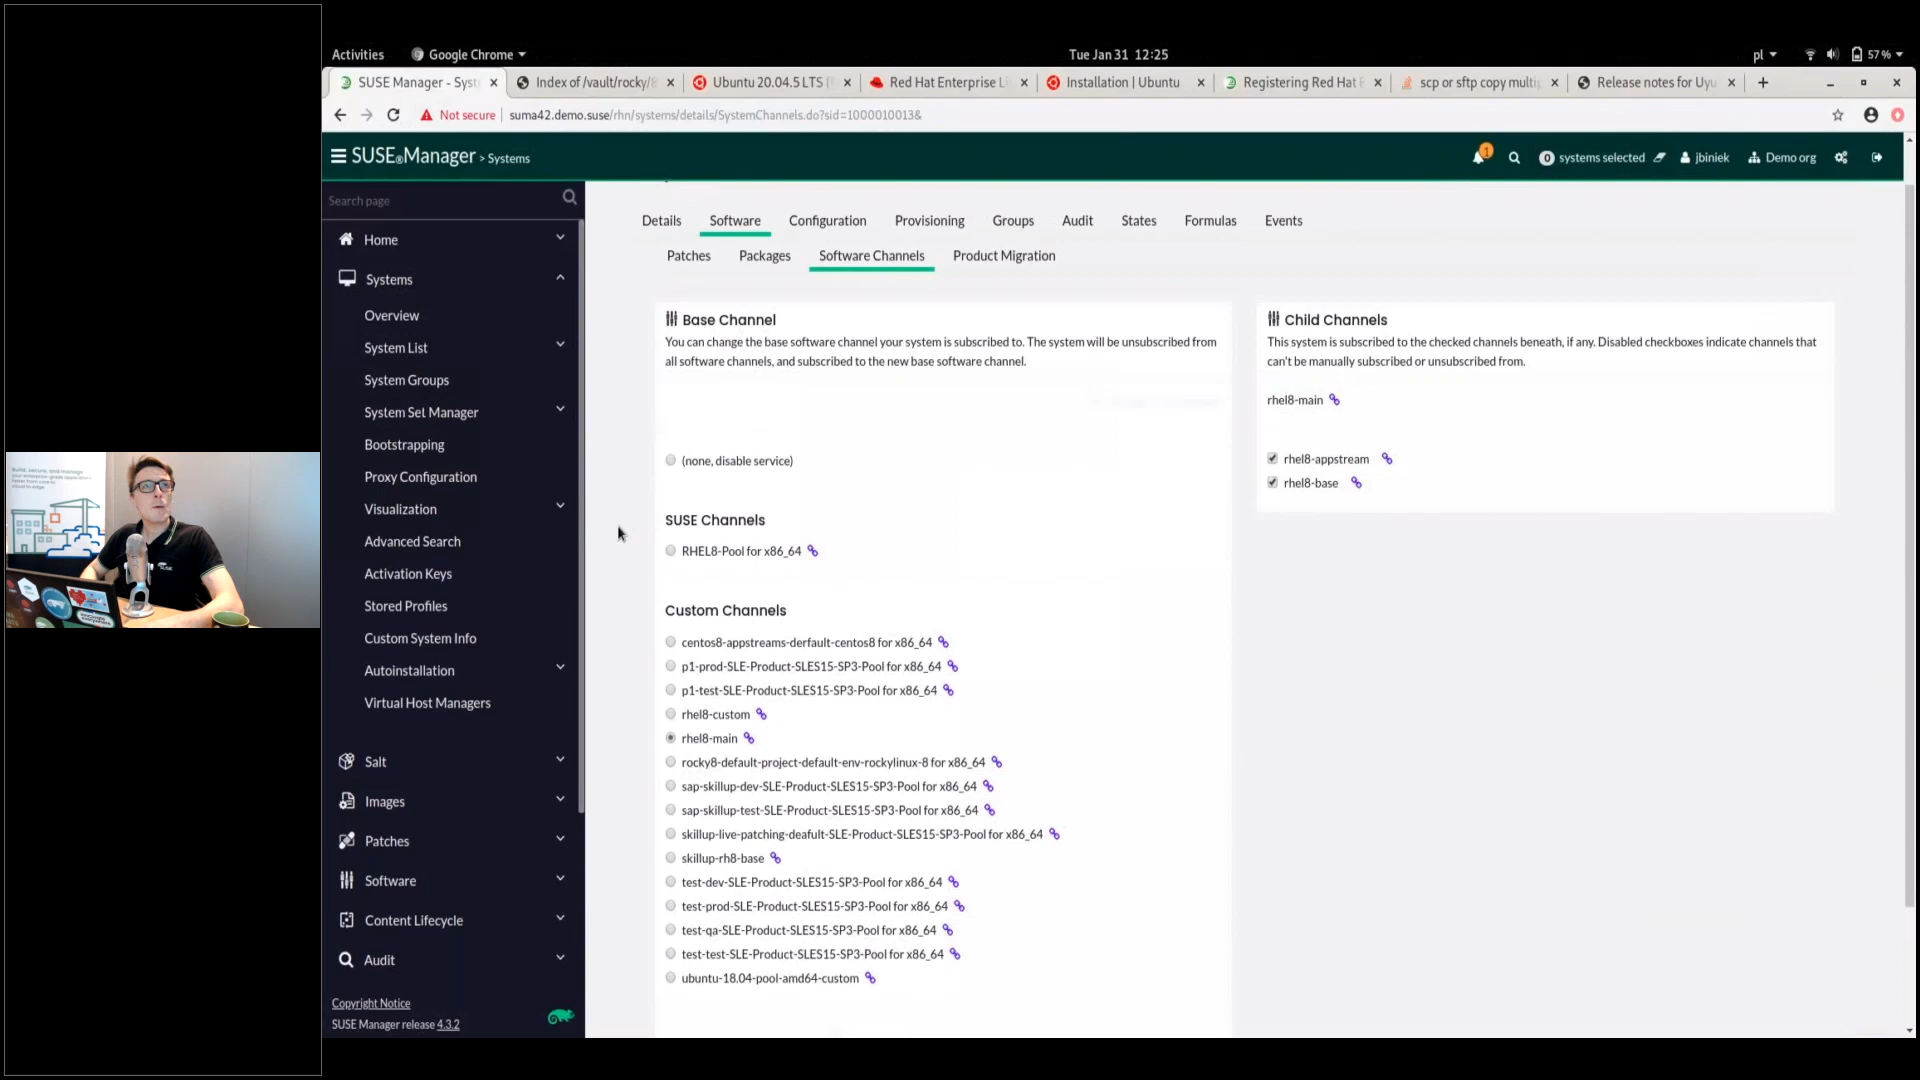 Activities
Google Chrome
Tue Jan 31 12:25
pl
57 %
SUSE Manager - Syst
Index of /vault/rocky/8
Ubuntu 20.04.5 LTS (
Red Hat Enterprise Li
Installation | Ubuntu
Registering Red Hat E
scp or sftp copy multip
Release notes for Uyu
Not secure
suma42.demo.suse/rhn/systems/details/SystemChannels.do?sid=1000010013&
SUSE®Manager > Systems
1
0 systems selected
jbiniek
Demo org
Search page
Home
Systems
Overview
System List
System Groups
System Set Manager
Bootstrapping
Proxy Configuration
Visualization
Advanced Search
Activation Keys
Stored Profiles
Custom System Info
Autoinstallation
Virtual Host Managers
Salt
Images
Patches
Software
Content Lifecycle
Audit
Copyright Notice
SUSE Manager release 4.3.2
Details
Software
Configuration
Provisioning
Groups
Audit
States
Formulas
Events
Patches
Packages
Software Channels
Product Migration
Base Channel
You can change the base software channel your system is subscribed to. The system will be unsubscribed from
all software channels, and subscribed to the new base software channel.
(none, disable service)
SUSE Channels
RHEL8-Pool for x86_64
Custom Channels
centos8-appstreams-derfault-centos8 for x86_64
p1-prod-SLE-Product-SLES15-SP3-Pool for x86_64
p1-test-SLE-Product-SLES15-SP3-Pool for x86_64
rhel8-custom
rhel8-main
rocky8-default-project-default-env-rockylinux-8 for x86_64
sap-skillup-dev-SLE-Product-SLES15-SP3-Pool for x86_64
sap-skillup-test-SLE-Product-SLES15-SP3-Pool for x86_64
skillup-live-patching-deafult-SLE-Product-SLES15-SP3-Pool for x86_64
skillup-rh8-base
test-dev-SLE-Product-SLES15-SP3-Pool for x86_64
test-prod-SLE-Product-SLES15-SP3-Pool for x86_64
test-qa-SLE-Product-SLES15-SP3-Pool for x86_64
test-test-SLE-Product-SLES15-SP3-Pool for x86_64
ubuntu-18.04-pool-amd64-custom
Child Channels
This system is subscribed to the checked channels beneath, if any. Disabled checkboxes indicate channels that
can't be manually subscribed or unsubscribed from.
rhel8-main
rhel8-appstream
rhel8-base